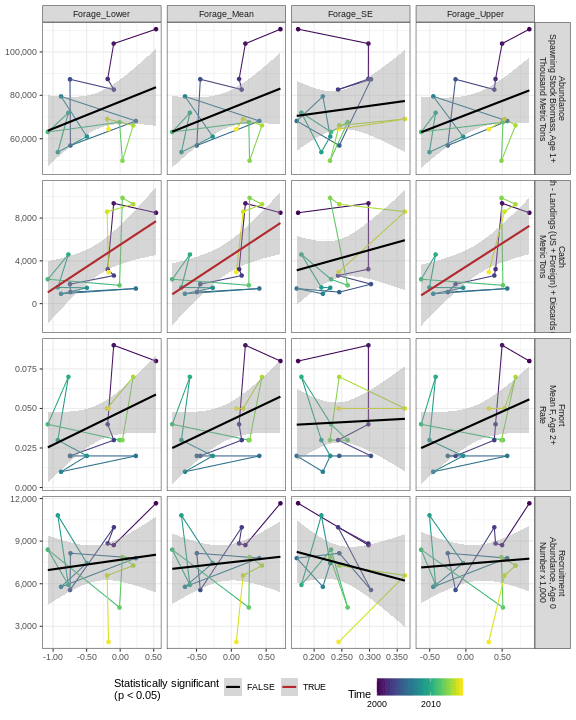 Forage_Lower Forage_Mean Forage_SE Forage_Upper
100,000
80,000
60,000
Abundance
Spawning Stock Biomass, Age 1+
Thousand Metric Tons
8,000
4,000
0
Catch
h - Landings (US + Foreign) + Discards
Metric Tons
0.075
0.050
0.025
0.000
Fmort
Mean F, Age 2+
Rate
12,000
9,000
6,000
3,000
Recruitment
Abundance, Age 0
Number x 1,000
-1.00 -0.50 0.00 0.50 -0.50 0.00 0.50 0.200 0.250 0.300 0.350 -0.50 0.00 0.50
Statistically significant
(p < 0.05)
FALSE TRUE
Time
2000 2010